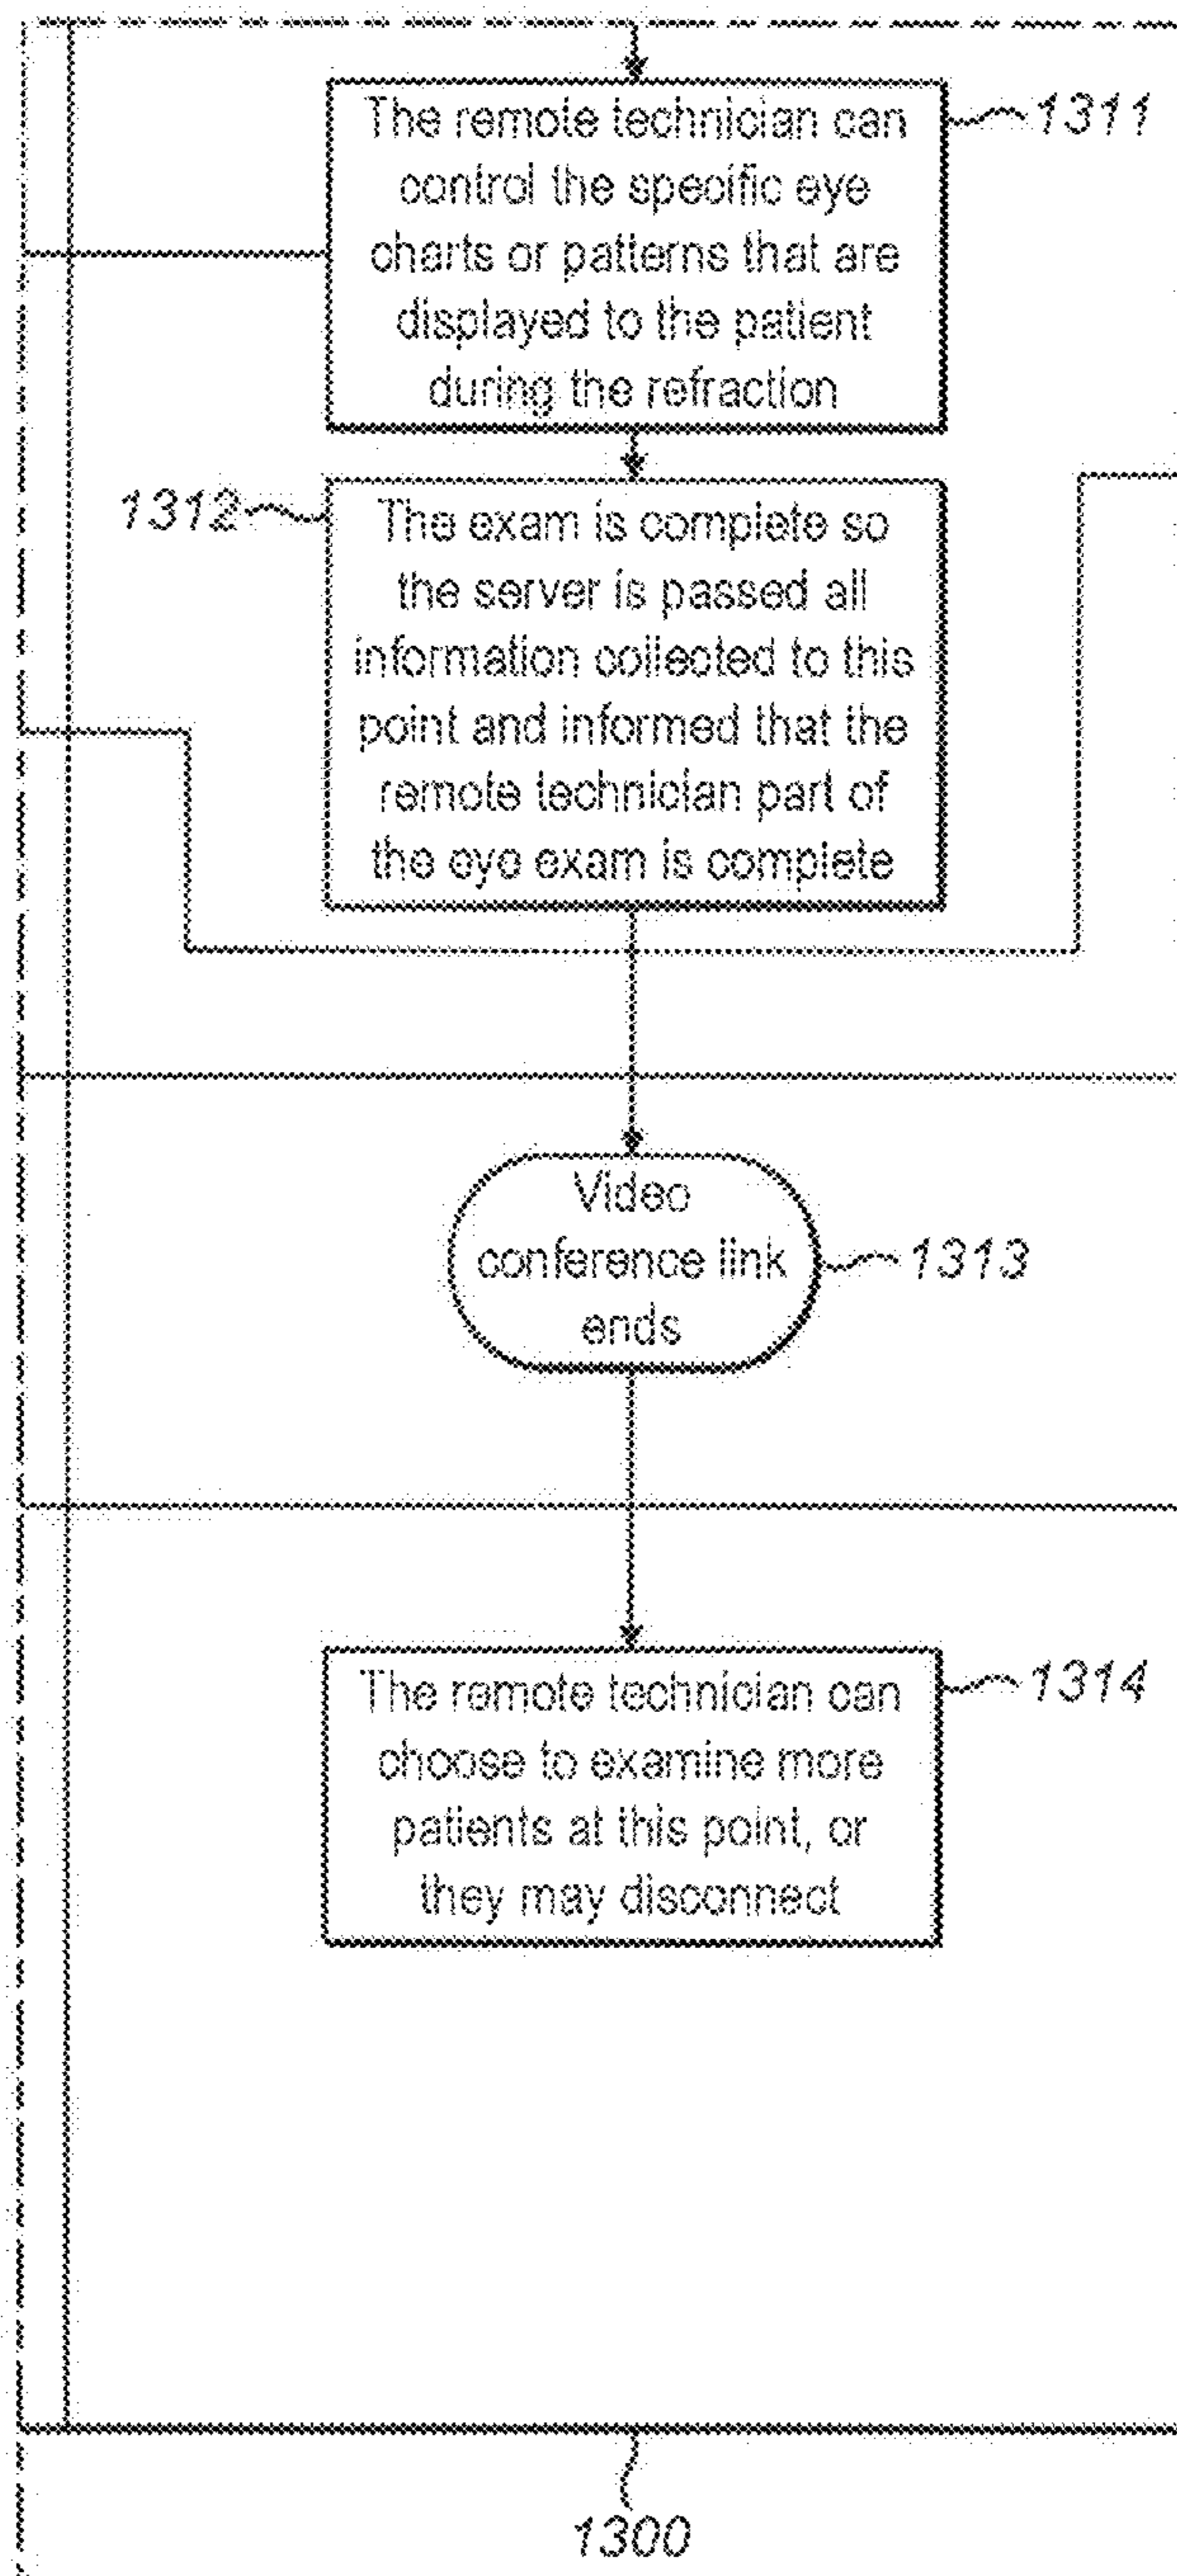 The remote technician can
control the specific eye
charts or patterns that are
displayed to the patient
during the refraction
1311
1312
The exam is complete so
the server is passed all
information collected to this
point and informed that the
remote technician part of
the eye exam is complete
Video
conference link
ends
1313
The remote technician can
choose to examine more
patients at this point, or
they may disconnect
1314
1300